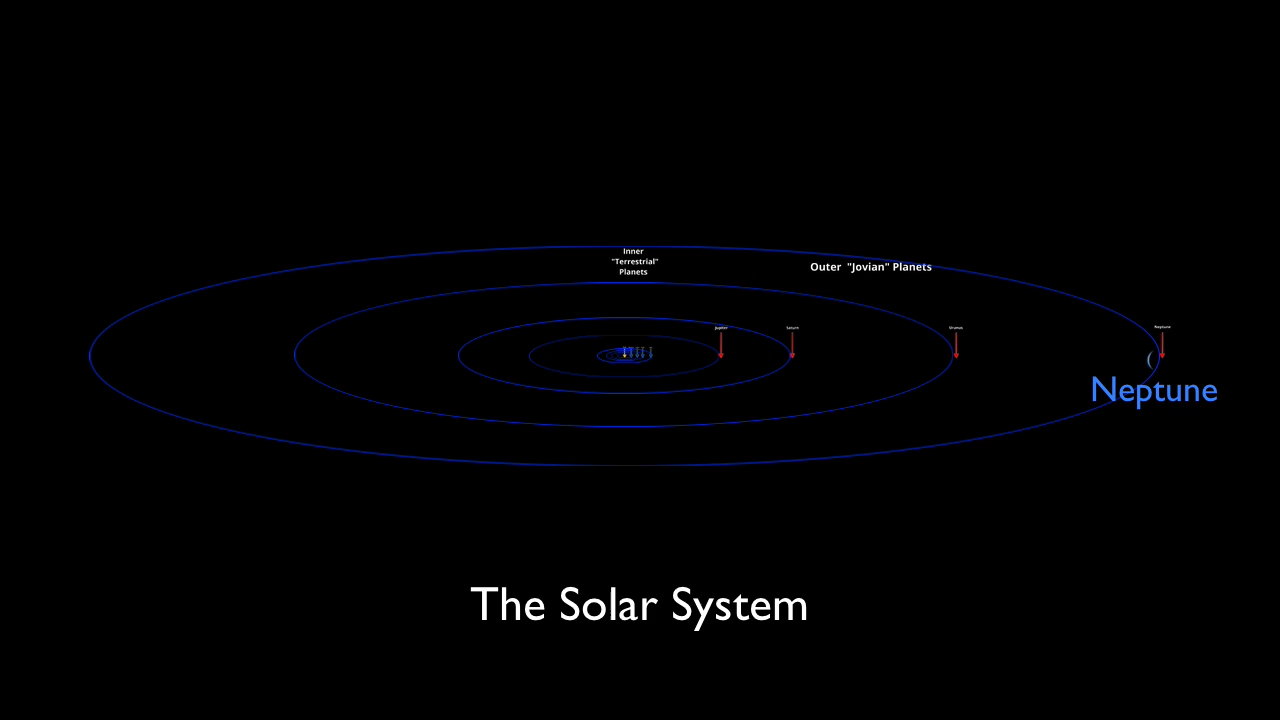 Inner
"Terrestrial"
Planets
Outer "Jovian" Planets
Jupiter
Saturn
Uranus
Neptune
Neptune
The Solar System